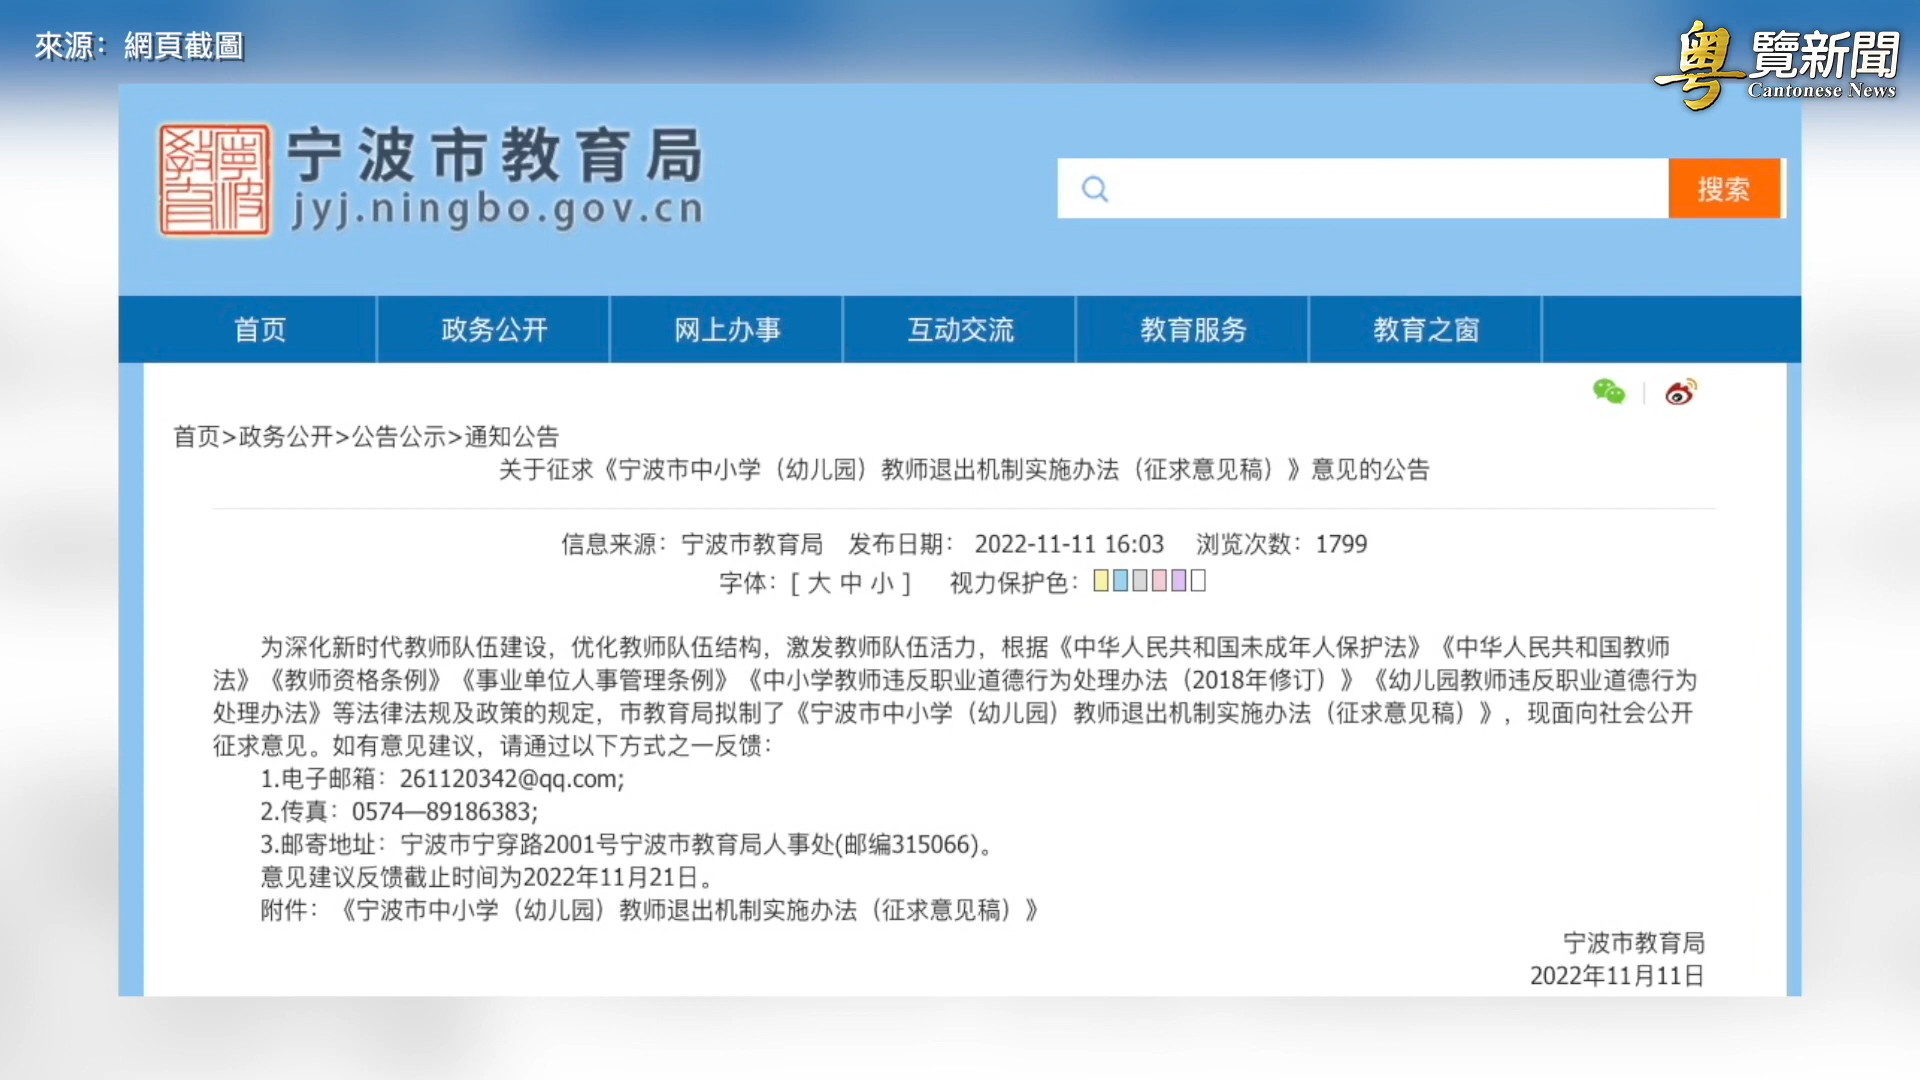 來源：網頁截圖
粤覽新聞
Cantonese News
教育 寧波
宁波市教育局
jyj.ningbo.gov.cn
搜索
首页 政务公开 网上办事 互动交流 教育服务 教育之窗
首页>政务公开>公告公示>通知公告
关于征求《宁波市中小学（幼儿园）教师退出机制实施办法（征求意见稿）》意见的公告
信息来源：宁波市教育局 发布日期： 2022-11-11 16:03 浏览次数：1799
字体：[ 大 中 小 ] 视力保护色：
为深化新时代教师队伍建设，优化教师队伍结构，激发教师队伍活力，根据《中华人民共和国未成年人保护法》《中华人民共和国教师
法》《教师资格条例》《事业单位人事管理条例》《中小学教师违反职业道德行为处理办法（2018年修订）》《幼儿园教师违反职业道德行为
处理办法》等法律法规及政策的规定，市教育局拟制了《宁波市中小学（幼儿园）教师退出机制实施办法（征求意见稿）》，现面向社会公开
征求意见。如有意见建议，请通过以下方式之一反馈：
1.电子邮箱：261120342@qq.com;
2.传真：0574—89186383;
3.邮寄地址：宁波市宁穿路2001号宁波市教育局人事处(邮编315066)。
意见建议反馈截止时间为2022年11月21日。
附件：《宁波市中小学（幼儿园）教师退出机制实施办法（征求意见稿）》
宁波市教育局
2022年11月11日